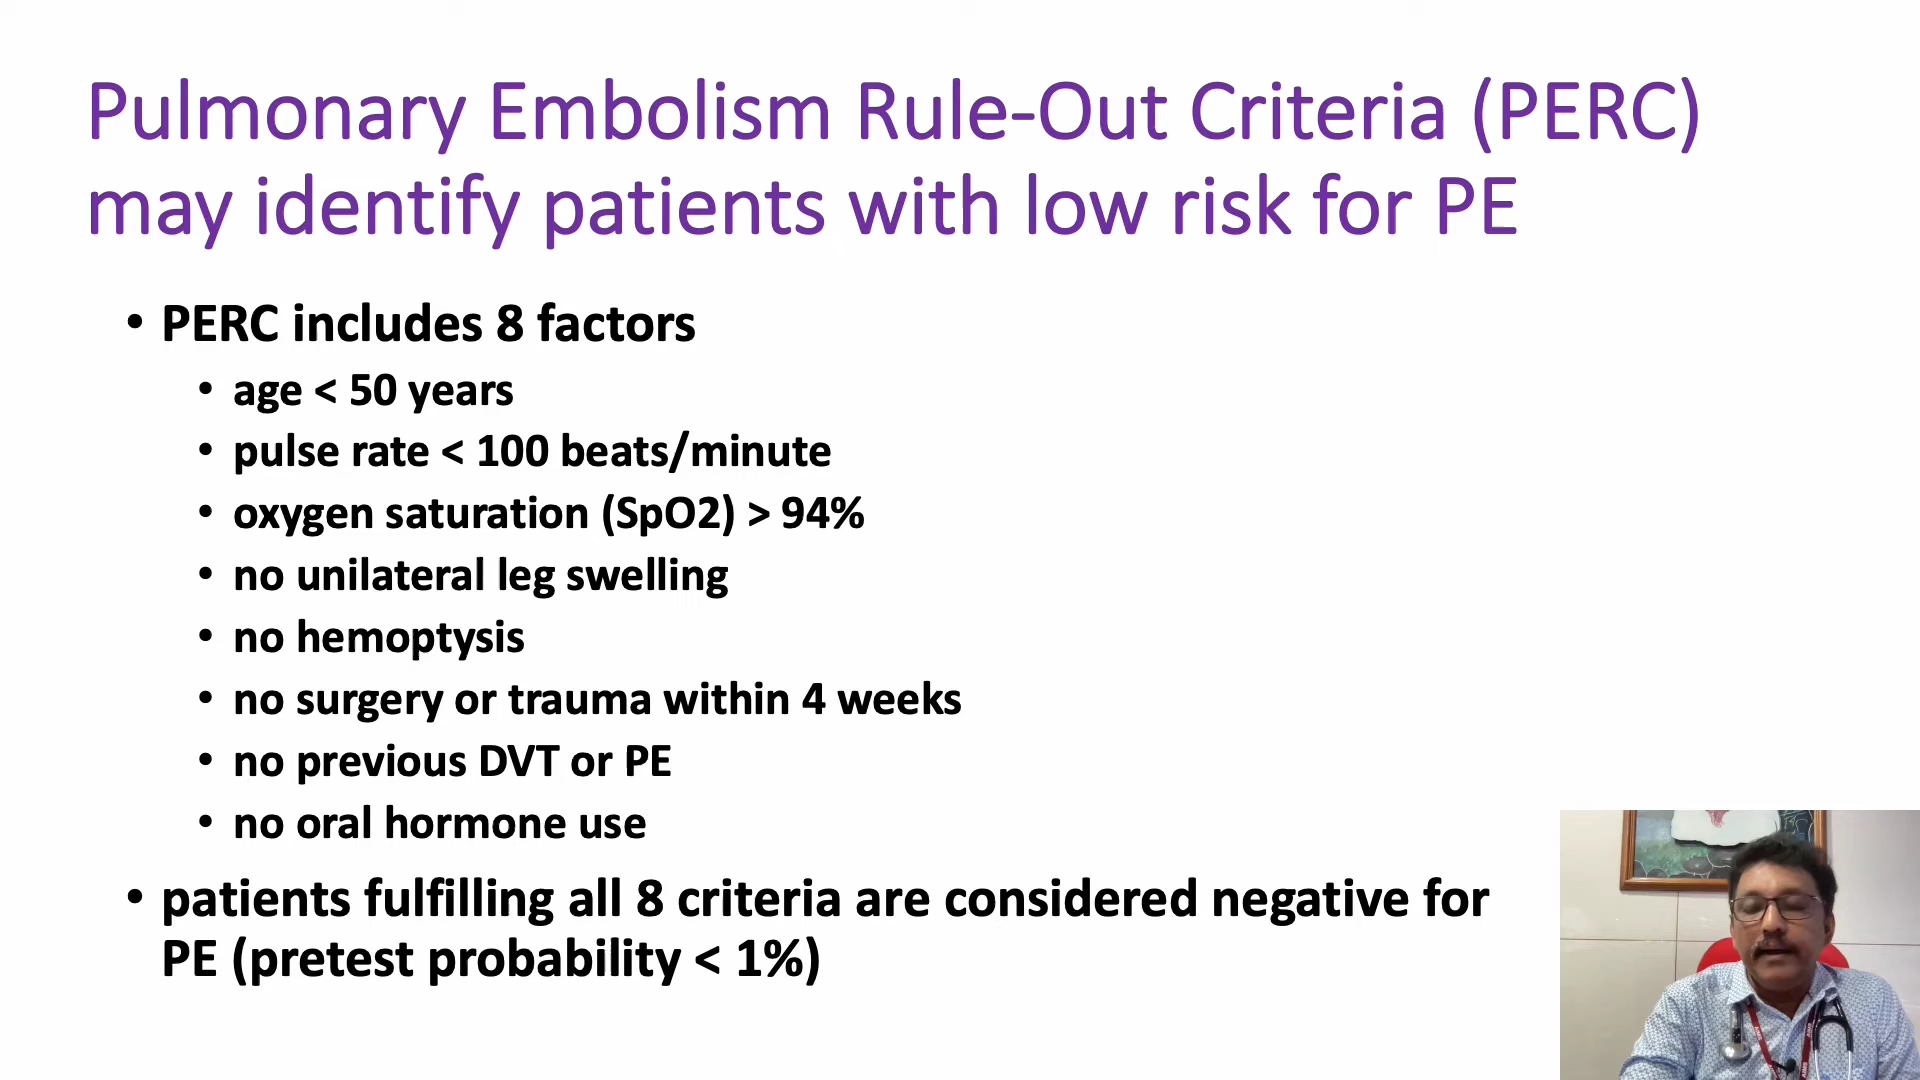 Pulmonary Embolism Rule-Out Criteria (PERC)
may identify patients with low risk for PE
• PERC includes 8 factors
• age < 50 years
• pulse rate < 100 beats/minute
• oxygen saturation (SpO2) > 94%
• no unilateral leg swelling
• no hemoptysis
• no surgery or trauma within 4 weeks
• no previous DVT or PE
• no oral hormone use
• patients fulfilling all 8 criteria are considered negative for
PE (pretest probability < 1%)